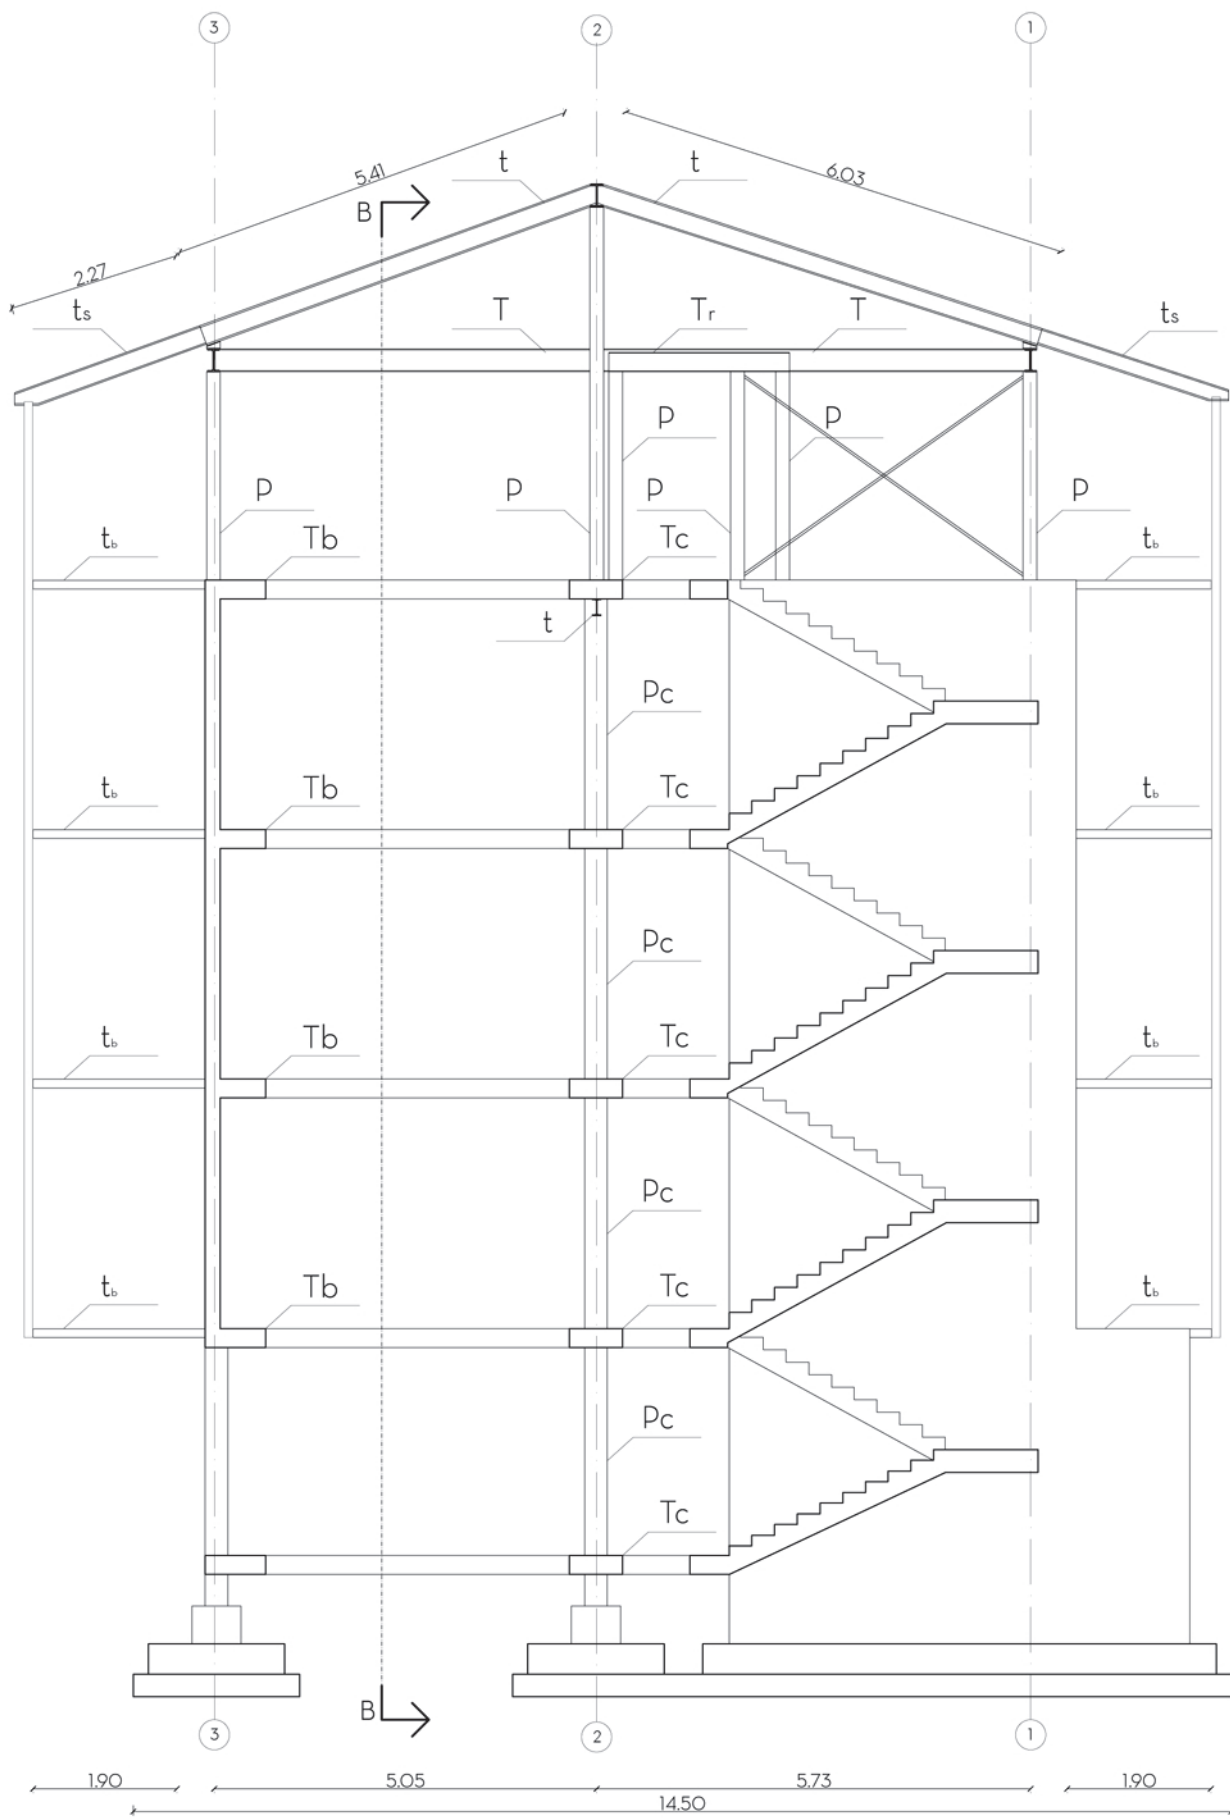 3 2 1
5.41 6.03
t t
B
2.27
ts T Tr T ts
P P
P P P P
tb Tb Tc tb
t
Pc
tb Tb Tc tb
Pc
tb Tb Tc tb
Pc
tb Tb Tc tb
Pc
Tc
B
3 2 1
1.90 5.05 5.73 1.90
14.50